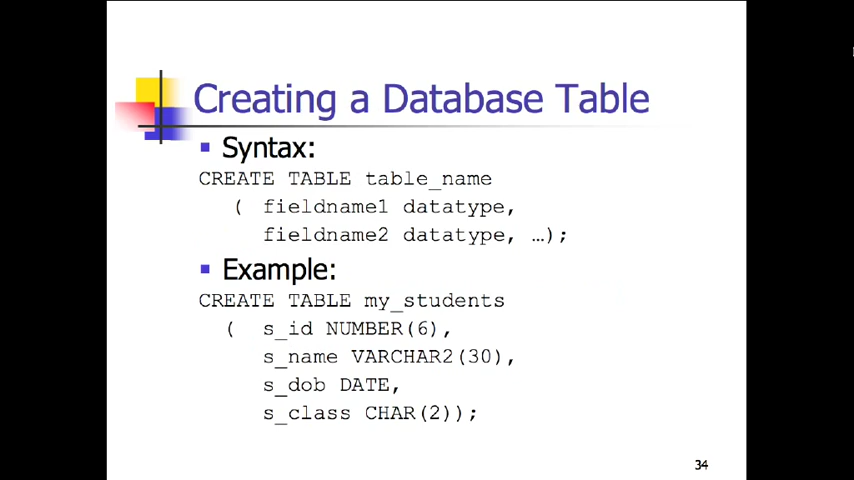 Creating a Database Table
Syntax:
CREATE TABLE table_name
( fieldname1 datatype,
fieldname2 datatype, …);
Example:
CREATE TABLE my_students
( s_id NUMBER(6),
s_name VARCHAR2(30),
s_dob DATE,
s_class CHAR(2));
34